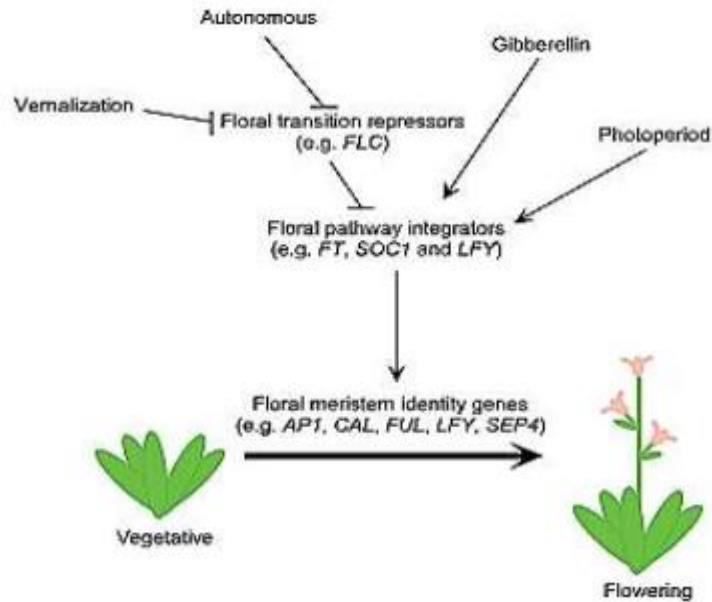 Autonomous
Gibberellin
Vernalization
Floral transition repressors
(e.g. FLC)
Photoperiod
Floral pathway integrators
(e.g. FT, SOC1 and LFY)
Floral meristem identity genes
(e.g. AP1, CAL, FUL, LFY, SEP4)
Vegetative
Flowering